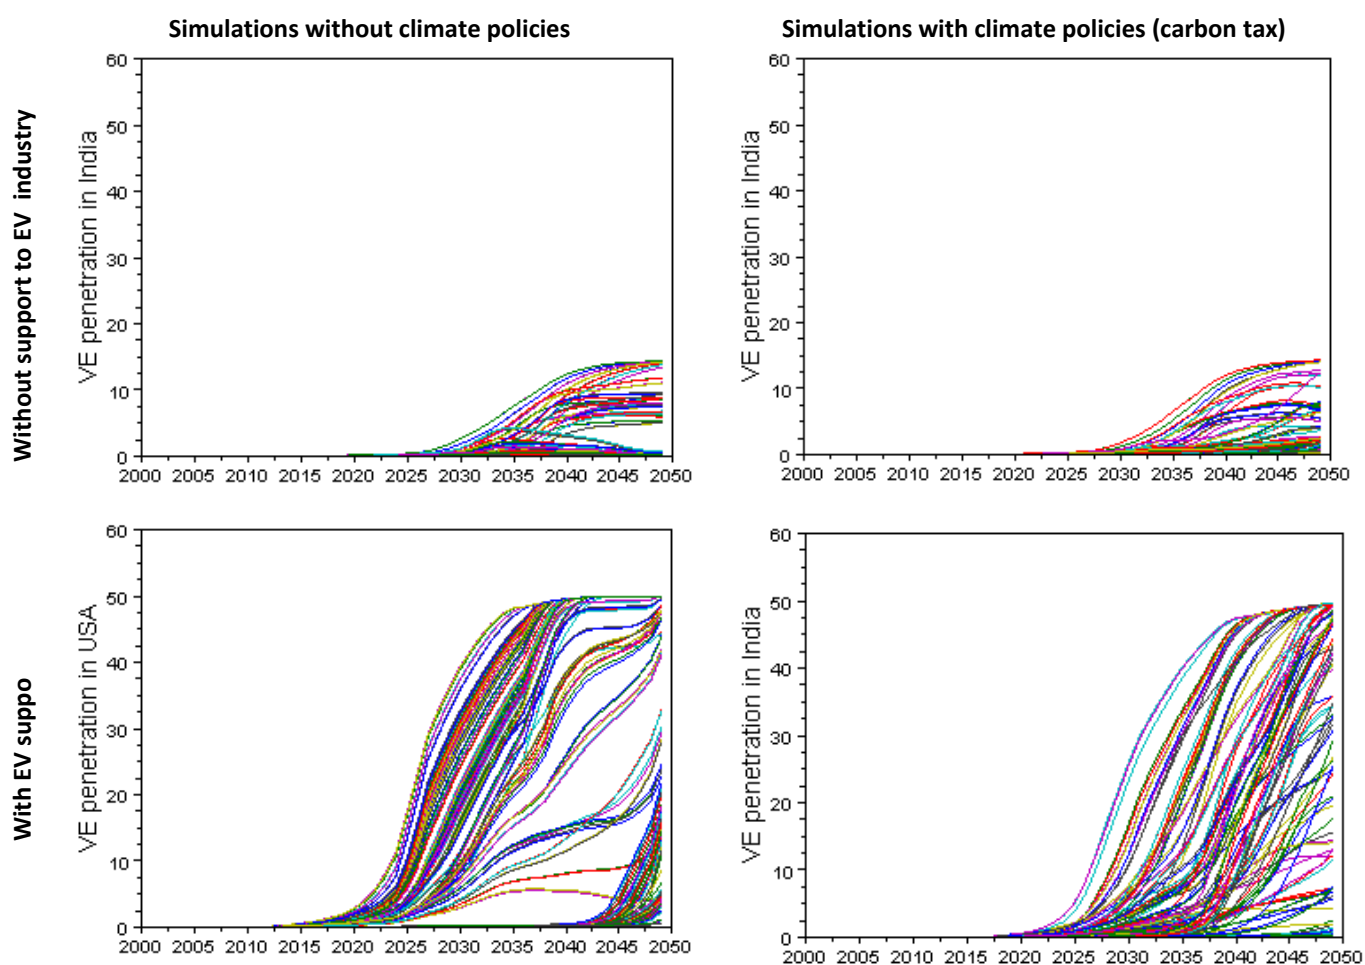 Simulations without climate policies
Simulations with climate policies (carbon tax)
Without support to EV industry
VE penetration in India
60
50
40
30
20
10
0
2000 2005 2010 2015 2020 2025 2030 2035 2040 2045 2050
VE penetration in India
60
50
40
30
20
10
0
2000 2005 2010 2015 2020 2025 2030 2035 2040 2045 2050
With EV suppo
VE penetration in USA
60
50
40
30
20
10
0
2000 2005 2010 2015 2020 2025 2030 2035 2040 2045 2050
VE penetration in India
60
50
40
30
20
10
0
2000 2005 2010 2015 2020 2025 2030 2035 2040 2045 2050